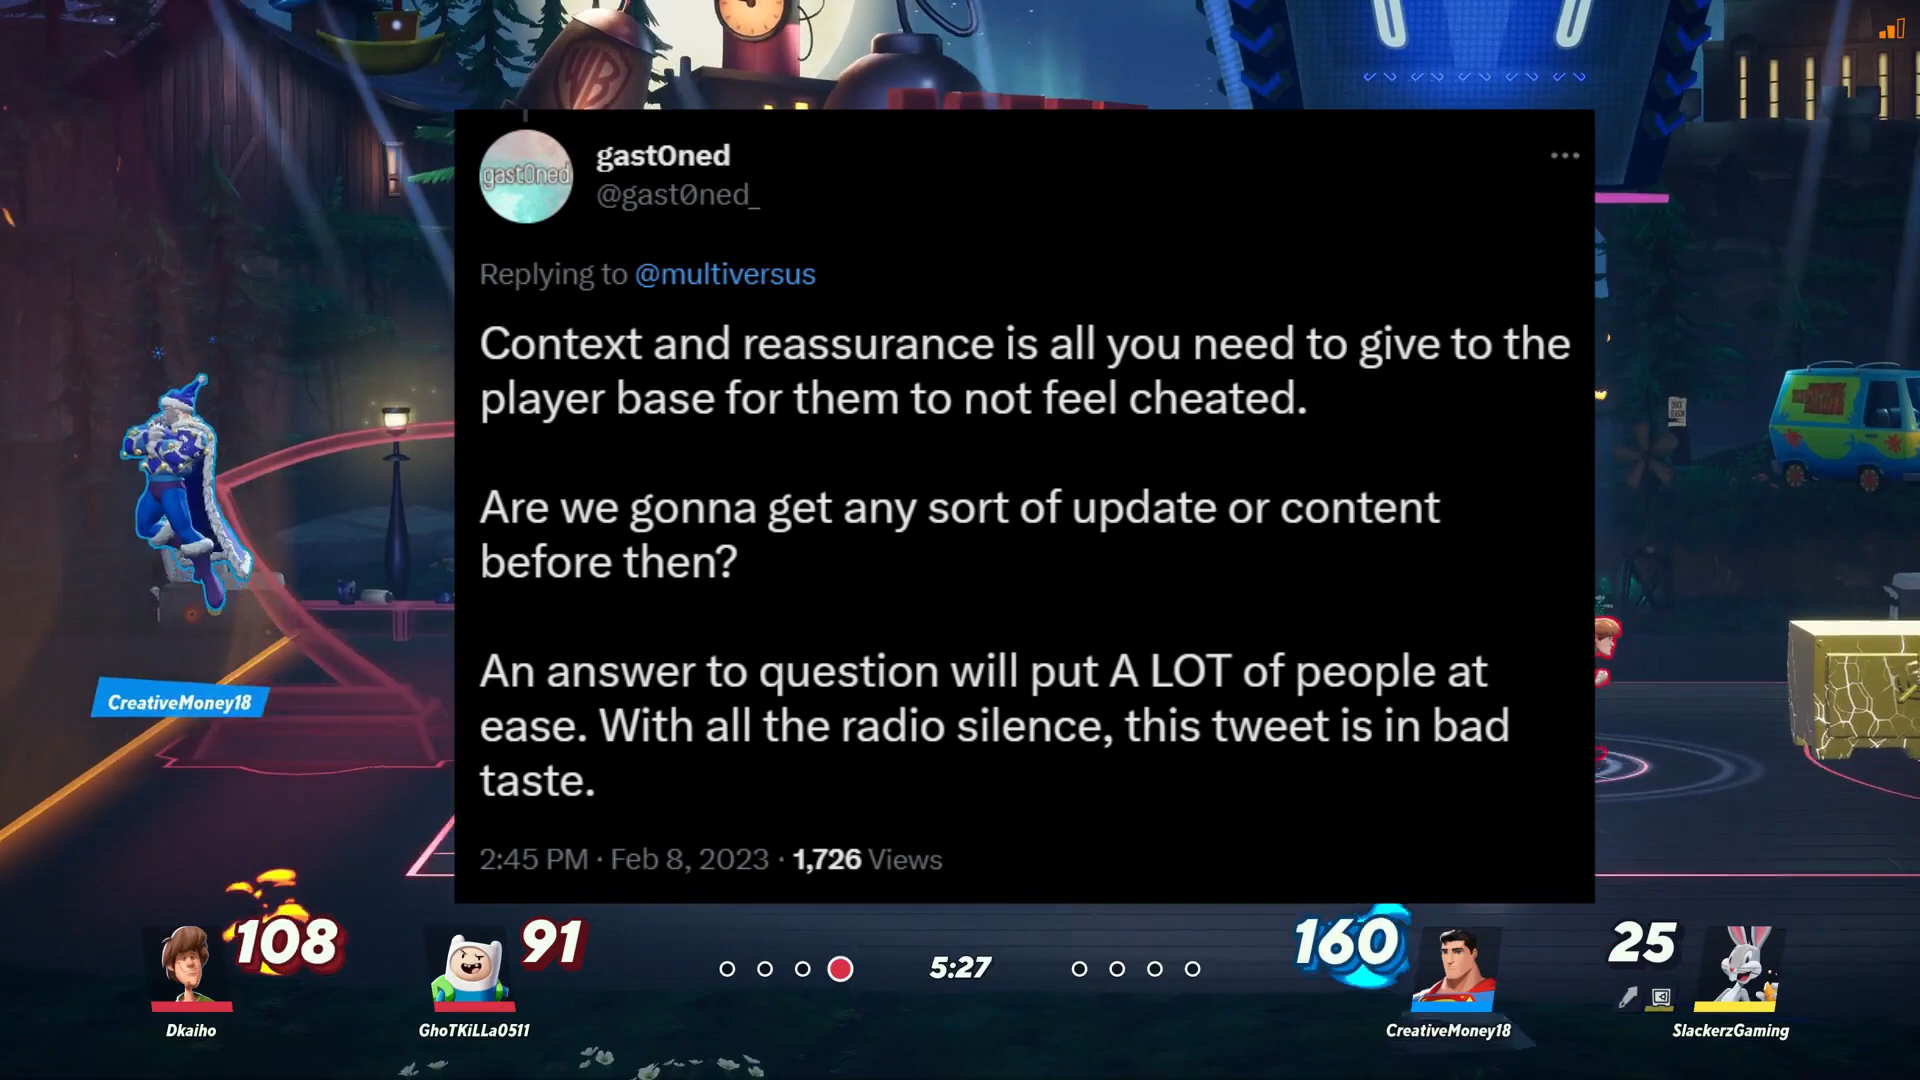 WB
gast0ned
gast0ned
@gast0ned_
Replying to @multiversus
Context and reassurance is all you need to give to the
player base for them to not feel cheated.
Are we gonna get any sort of update or content
before then?
An answer to question will put A LOT of people at
ease. With all the radio silence, this tweet is in bad
taste.
2:45 PM · Feb 8, 2023 · 1,726 Views
CreativeMoney18
108
91
5:27
160
25
Dkaiho
GhoTKiLLa0511
CreativeMoney18
SlackerzGaming